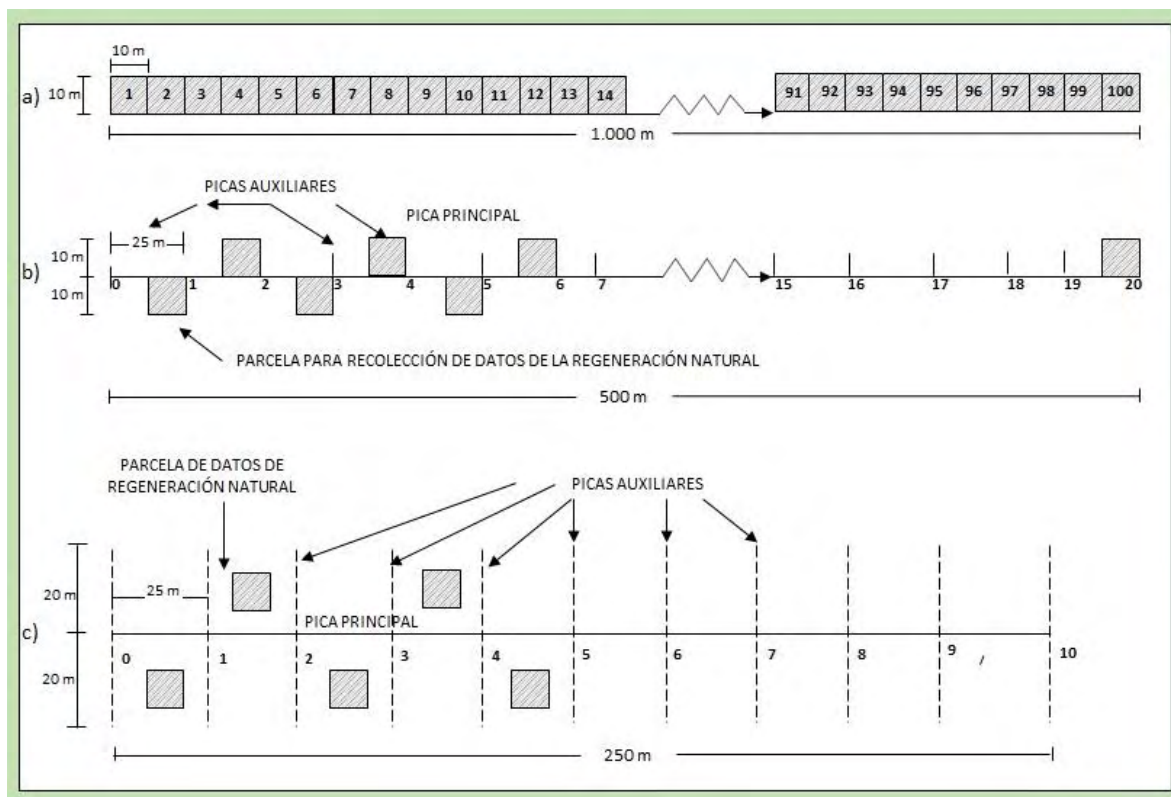 10 m
a) 10 m
1 2 3 4 5 6 7 8 9 10 11 12 13 14 91 92 93 94 95 96 97 98 99 100
1.000 m
PICAS AUXILIARES
PICA PRINCIPAL
25 m
10 m
b)
10 m
0 1 2 3 4 5 6 7 15 16 17 18 19 20
PARCELA PARA RECOLECCIÓN DE DATOS DE LA REGENERACIÓN NATURAL
500 m
PARCELA DE DATOS DE
REGENERACIÓN NATURAL
PICAS AUXILIARES
20 m
25 m
PICA PRINCIPAL
c)
0 1 2 3 4 5 6 7 8 9 / 10
20 m
250 m